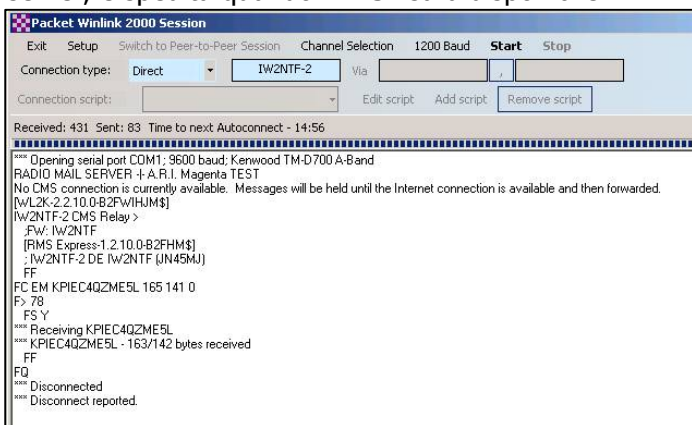 Packet Winlink 2000 Session
Exit Setup Switch to Peer-to-Peer Session Channel Selection 1200 Baud Start Stop
Connection type: Direct IW2NTF-2 Via ,
Connection script: Edit script Add script Remove script
Received: 431 Sent: 83 Time to next Autoconnect - 14:56
*** Opening serial port COM1; 9600 baud; Kenwood TM-D700 A-Band
RADIO MAIL SERVER -|- A.R.I. Magenta TEST
No CMS connection is currently available. Messages will be held until the Internet connection is available and then forwarded.
[WL2K-2.2.10.0-B2FWIHJM$]
IW2NTF-2 CMS Relay >
;FW: IW2NTF
[RMS Express-1.2.10.0-B2FHM$]
; IW2NTF-2 DE IW2NTF (JN45MJ)
FF
FC EM KPIEC4QZME5L 165 141 0
F> 78
FS Y
*** Receiving KPIEC4QZME5L
*** KPIEC4QZME5L - 163/142 bytes received
FF
FQ
*** Disconnected
*** Disconnect reported.